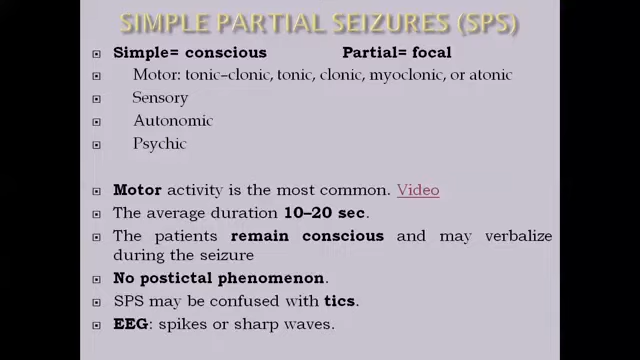 SIMPLE PARTIAL SEIZURES (SPS)
Simple= conscious Partial= focal
Motor: tonic–clonic, tonic, clonic, myoclonic, or atonic
Sensory
Autonomic
Psychic
Motor activity is the most common. Video
The average duration 10–20 sec.
The patients remain conscious and may verbalize
during the seizure
No postictal phenomenon.
SPS may be confused with tics.
EEG: spikes or sharp waves.